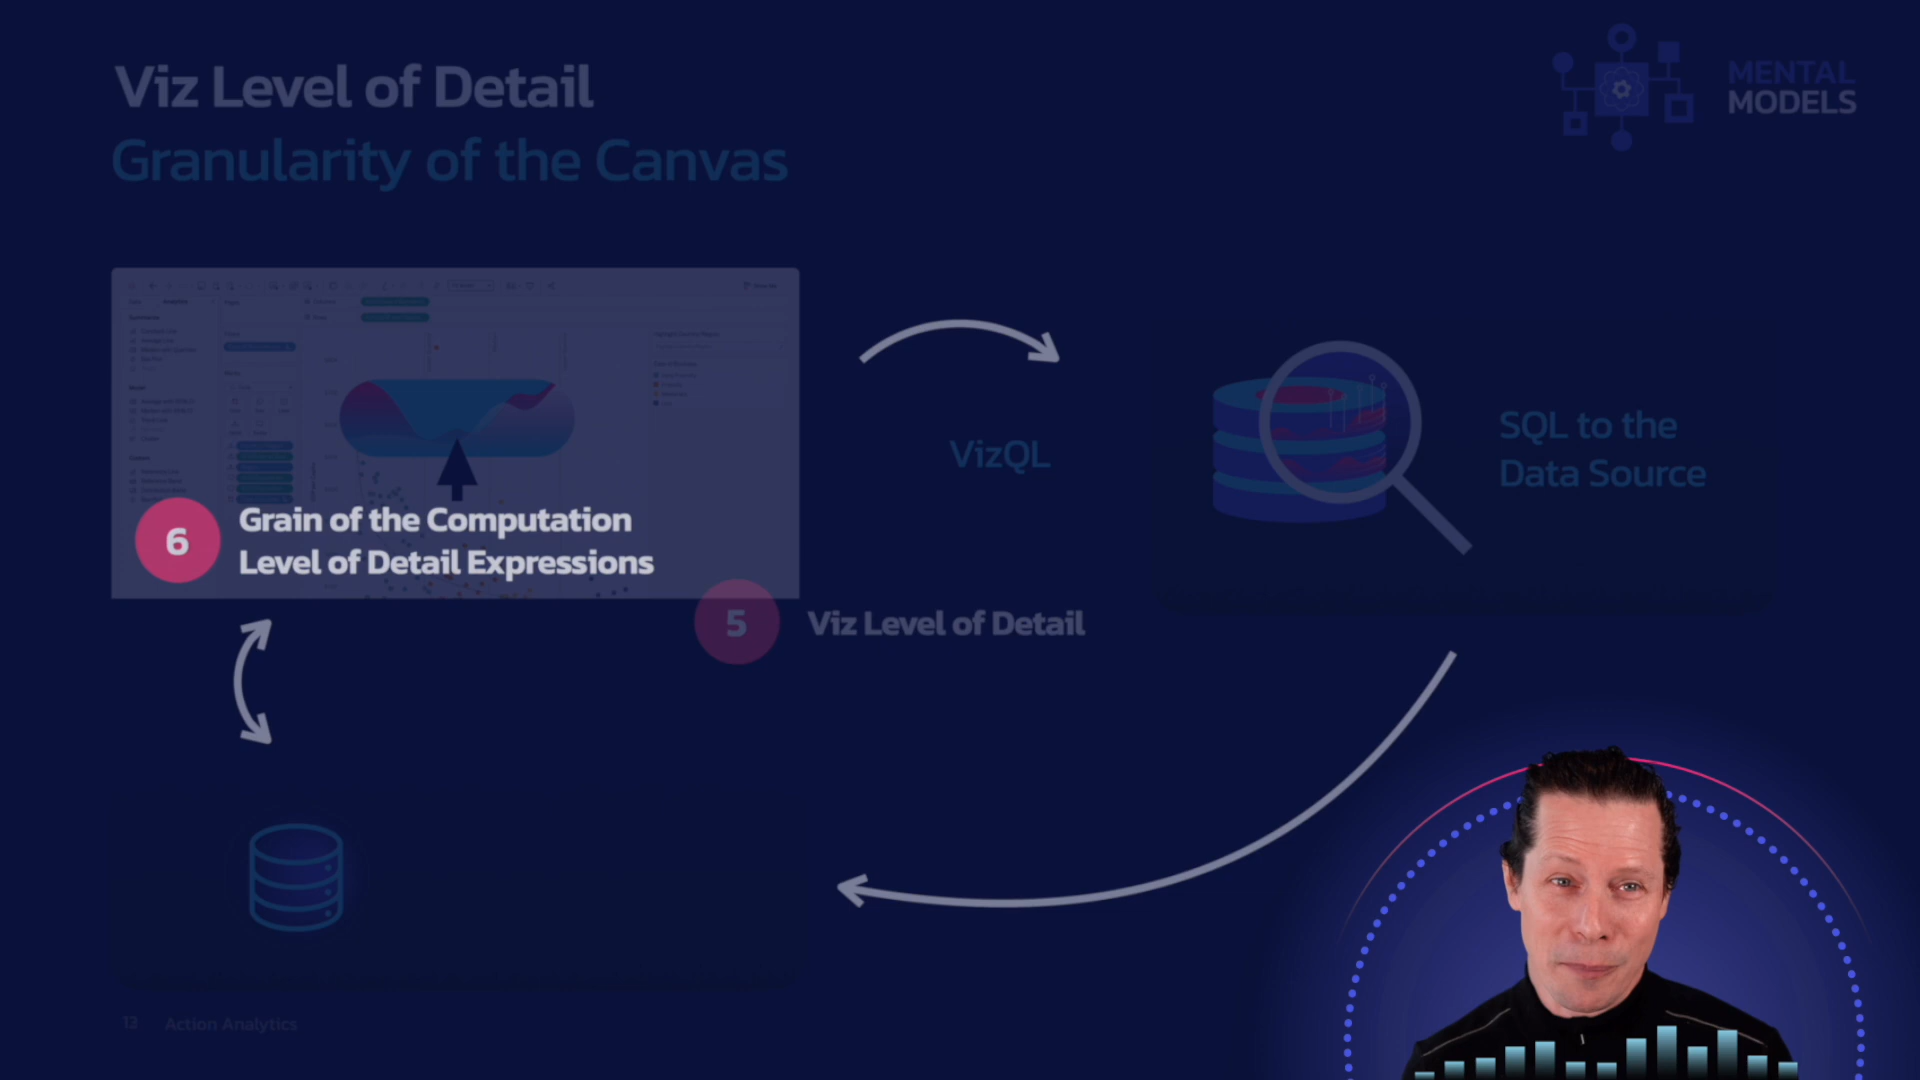 Viz Level of Detail
Granularity of the Canvas
MENTAL
MODELS
6
Grain of the Computation
Level of Detail Expressions
VizQL
SQL to the
Data Source
5
Viz Level of Detail
13
Action Analytics